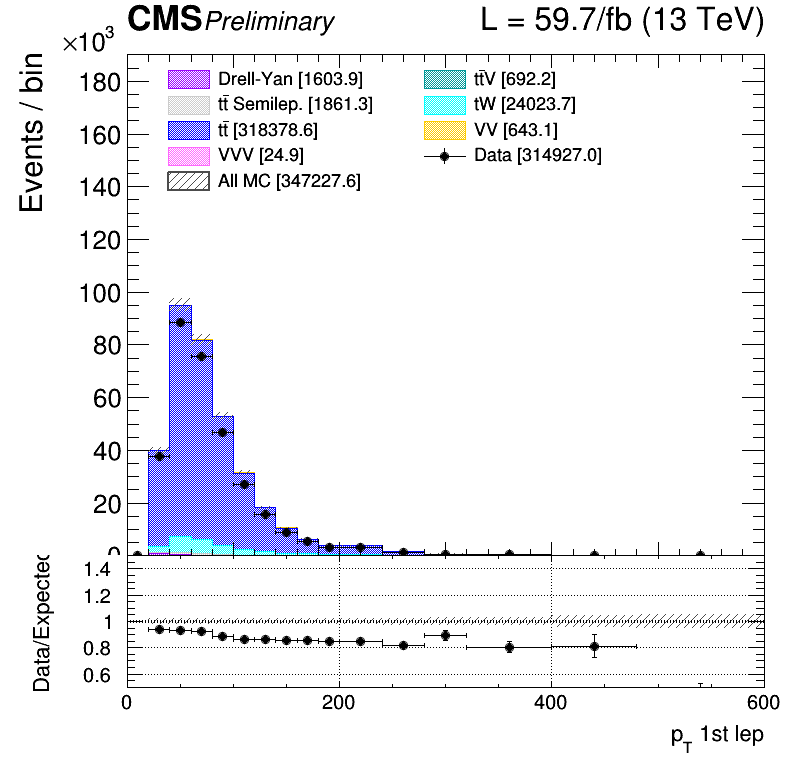 CMS Preliminary L = 59.7/fb (13 TeV)
×10³
Events / bin
Drell-Yan [1603.9]
tt̄ Semilep. [1861.3]
tt̄ [318378.6]
VVV [24.9]
All MC [347227.6]
tt̄V [692.2]
tW [24023.7]
VV [643.1]
Data [314927.0]
180
160
140
120
100
80
60
40
20
0
Data/Expected
1.4
1.2
1
0.8
0.6
0 200 400 600
p_T 1st lep